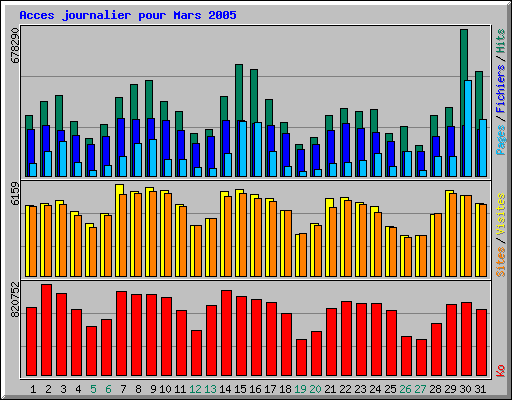 Acces journalier pour Mars 2005
678290
Pages / Fichiers / Hits
6159
Sites / Visites
820752
Ko
1 2 3 4 5 6 7 8 9 10 11 12 13 14 15 16 17 18 19 20 21 22 23 24 25 26 27 28 29 30 31